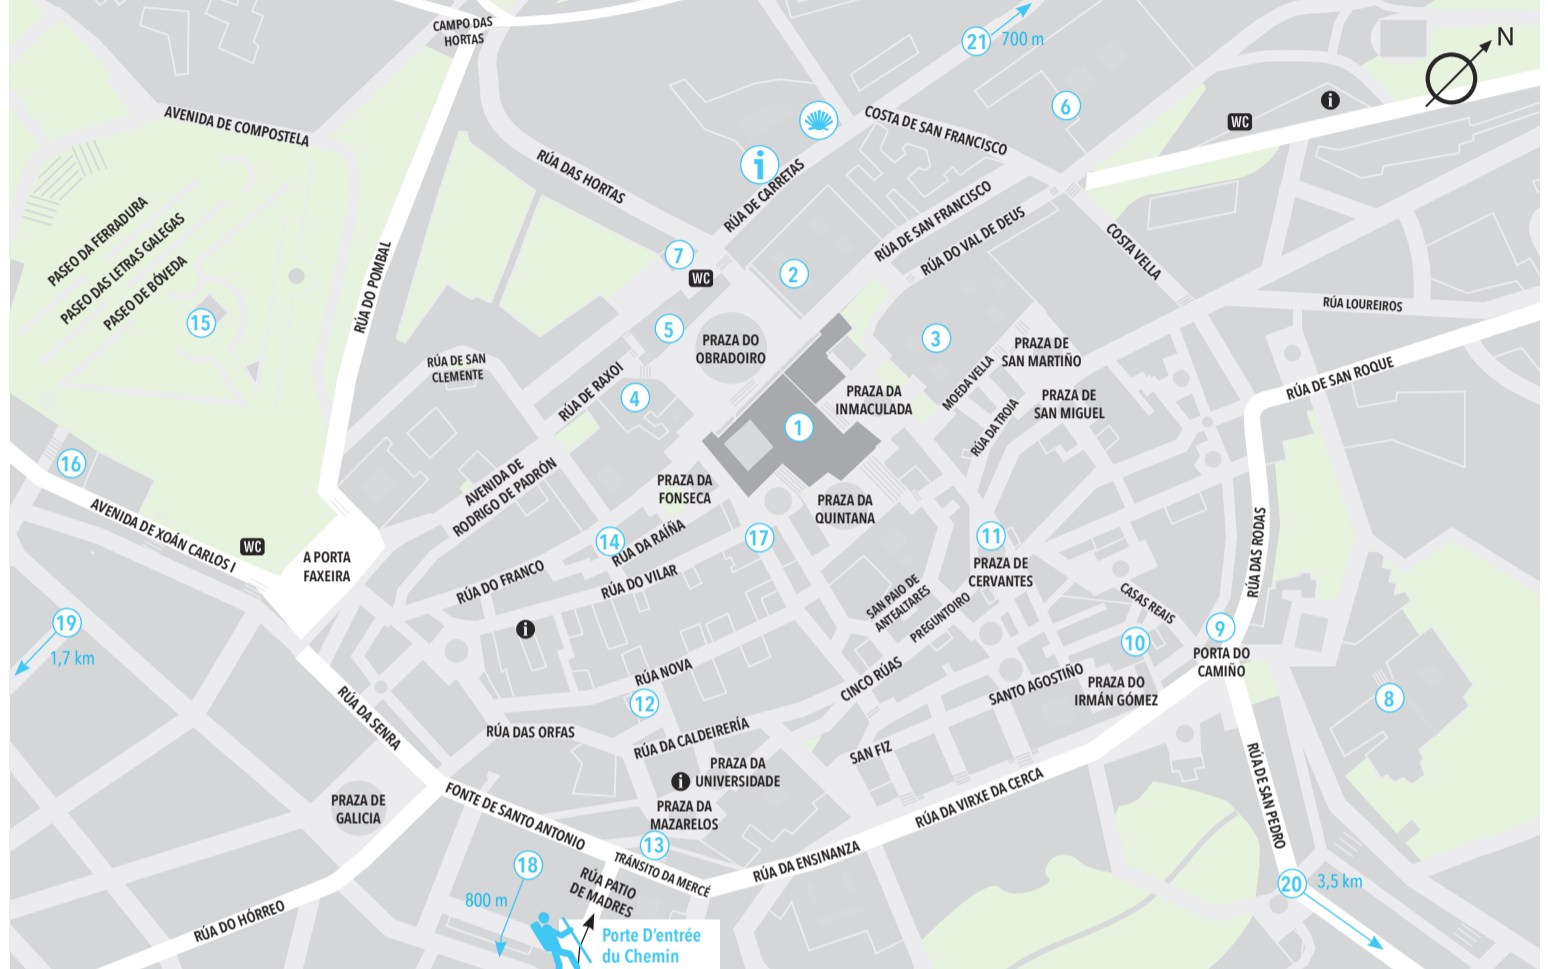 CAMPO DAS
HORTAS
21
700 m
N
6
i
WC
AVENIDA DE COMPOSTELA
COSTA DE SAN FRANCISCO
RÚA DAS HORTAS
i
RÚA DE CARRETAS
PASEO DA FERRADURA
PASEO DAS LETRAS GALEGAS
PASEO DE BÓVEDA
RÚA DE SAN FRANCISCO
RÚA DO VAL DE DEUS
COSTA VELLA
7
WC
2
RÚA DO POMBAL
15
5
PRAZA DO
OBRADOIRO
3
PRAZA DE
SAN MARTIÑO
RÚA LOUREIROS
RÚA DE SAN
CLEMENTE
RÚA DE RAXOI
4
PRAZA DA
INMACULADA
MOEDA VELLA
PRAZA DE
SAN MIGUEL
RÚA DE SAN ROQUE
RÚA DA TROIA
1
16
AVENIDA DE
RODRIGO DE PADRÓN
PRAZA DA
FONSECA
PRAZA DA
QUINTANA
AVENIDA DE XOÁN CARLOS I
WC
A PORTA
FAXEIRA
14
RÚA DA RAÍÑA
17
11
PRAZA DE
CERVANTES
RÚA DAS RODAS
RÚA DO FRANCO
RÚA DO VILAR
SAN PAIO DE
ANTEALTARES
PREGUNTOIRO
CASAS REAIS
19
1,7 km
i
10
9
PORTA DO
CAMIÑO
RÚA NOVA
CINCO RÚAS
SANTO AGOSTIÑO
PRAZA DO
IRMÁN GÓMEZ
8
12
RÚA DA SENRA
RÚA DAS ORFAS
RÚA DA CALDEIRERÍA
SAN FIZ
i
PRAZA DA
UNIVERSIDADE
RÚA DE SAN PEDRO
PRAZA DE
GALICIA
FONTE DE SANTO ANTONIO
PRAZA DA
MAZARELOS
RÚA DA VIRXE DA CERCA
13
TRÁNSITO DA MERCÉ
RÚA DA ENSINANZA
18
800 m
RÚA PATIO
DE MADRES
20
3,5 km
RÚA DO HÓRREO
Porte D'entrée
du Chemin